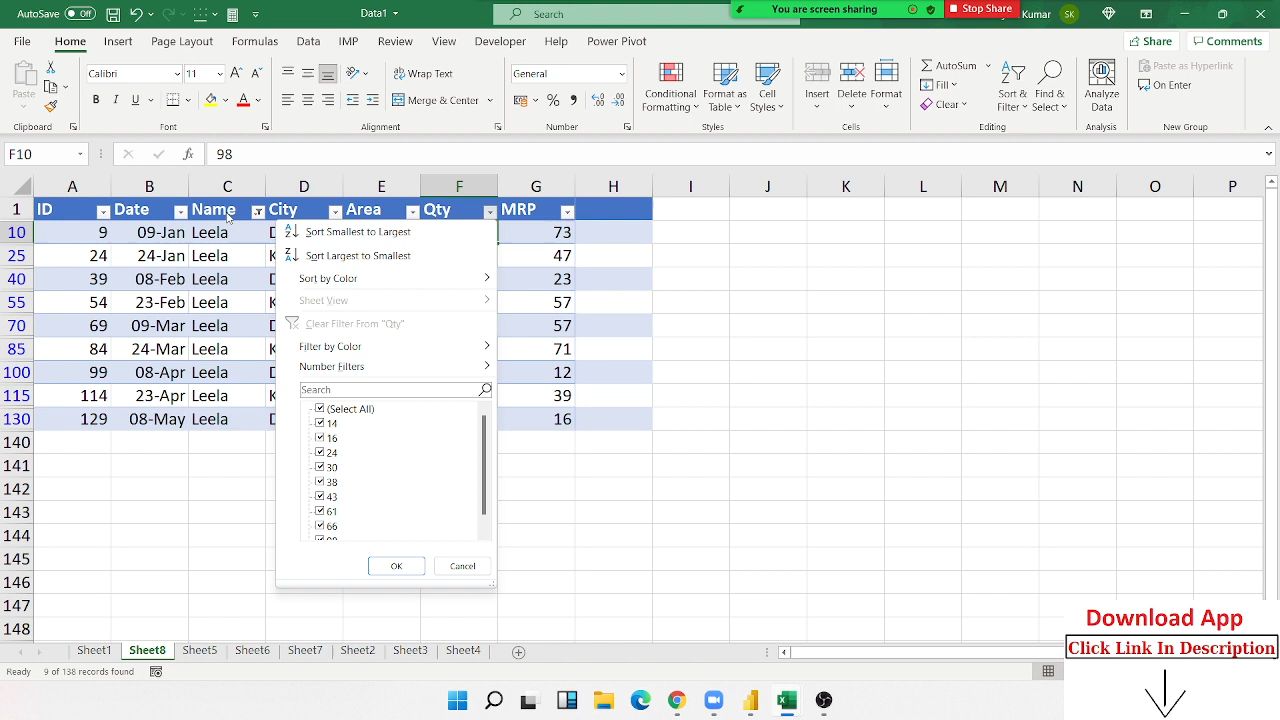 AutoSave Off Data1 Search You are screen sharing Stop Share Kumar SK
File Home Insert Page Layout Formulas Data IMP Review View Developer Help Power Pivot Share Comments
Paste Calibri 11 Wrap Text General Conditional Formatting Format as Table Cell Styles Insert Delete Format AutoSum Sort & Filter Find & Select Analyze Data Paste as Hyperlink
B I U A Merge & Center % Fill Clear On Enter
Clipboard Font Alignment Number Styles Cells Editing Analysis New Group
F10 fx 98
A B C D E F G H I J K L M N O P
1 ID Date Name City Area Qty MRP
10 9 09-Jan Leela D 73
25 24 24-Jan Leela K 47
40 39 08-Feb Leela D 23
55 54 23-Feb Leela K 57
70 69 09-Mar Leela D 57
85 84 24-Mar Leela K 71
100 99 08-Apr Leela D 12
115 114 23-Apr Leela K 39
130 129 08-May Leela D 16
140
141
142
143
144
145
146
147
148
Sort Smallest to Largest
Sort Largest to Smallest
Sort by Color
Sheet View
Clear Filter From "Qty"
Filter by Color
Number Filters
Search
(Select All)
14
16
24
30
38
43
61
66
OK Cancel
Download App
Click Link In Description
Sheet1 Sheet8 Sheet5 Sheet6 Sheet7 Sheet2 Sheet3 Sheet4
Ready 9 of 138 records found